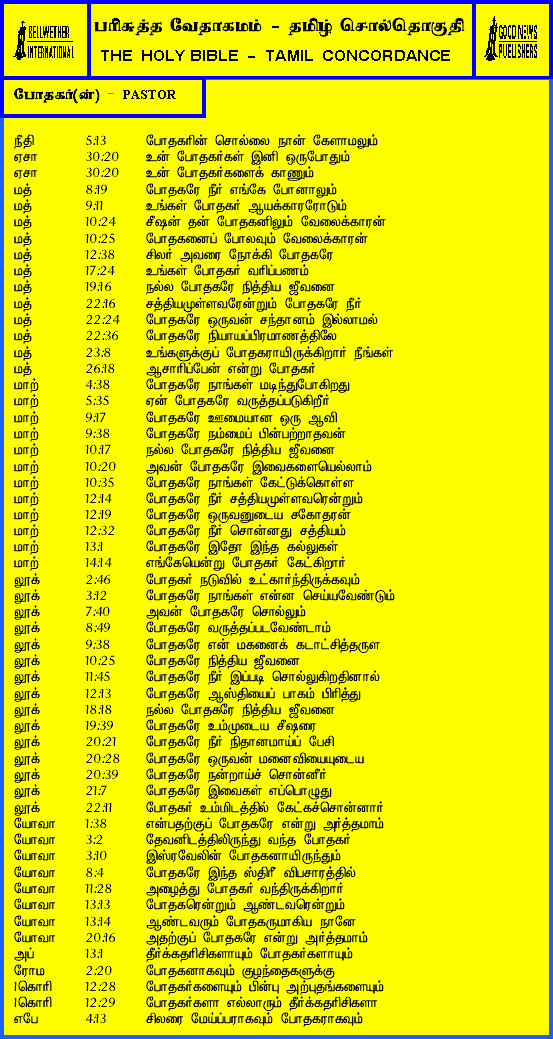 BELLWETHER
INTERNATIONAL
பரிசுத்த வேதாகமம் - தமிழ் சொல்தொகுதி
THE HOLY BIBLE - TAMIL CONCORDANCE
GOOD NEWS
PUBLISHERS
போதகர்(ன்) - PASTOR
நீதி 5:13 போதகரின் சொல்லை நான் கேளாமலும்
ஏசா 30:20 உன் போதகர்கள் இனி ஒருபோதும்
ஏசா 30:20 உன் போதகர்களைக் காணும்
மத் 8:19 போதகரே நீர் எங்கே போனாலும்
மத் 9:11 உங்கள் போதகர் ஆயக்காரரோடும்
மத் 10:24 சீஷன் தன் போதகனிலும் வேலைக்காரன்
மத் 10:25 போதகனைப் போலவும் வேலைக்காரன்
மத் 12:38 சிலர் அவரை நோக்கி போதகரே
மத் 17:24 உங்கள் போதகர் வரிப்பணம்
மத் 19:16 நல்ல போதகரே நித்திய ஜீவனை
மத் 22:16 சத்தியமுள்ளவரேன்றும் போதகரே நீர்
மத் 22:24 போதகரே ஒருவன் சந்தானம் இல்லாமல்
மத் 22:36 போதகரே நியாயப்பிரமாணத்திலே
மத் 23:8 உங்களுக்குப் போதகராயிருக்கிறார் நீங்கள்
மத் 26:18 ஆசாரிப்பேன் என்று போதகர்
மாற் 4:38 போதகரே நாங்கள் மடிந்துபோகிறது
மாற் 5:35 ஏன் போதகரே வருத்தப்படுகிறீர்
மாற் 9:17 போதகரே ஊமையான ஒரு ஆவி
மாற் 9:38 போதகரே நம்மைப் பின்பற்றாதவன்
மாற் 10:17 நல்ல போதகரே நித்திய ஜீவனை
மாற் 10:20 அவன் போதகரே இவைகளையெல்லாம்
மாற் 10:35 போதகரே நாங்கள் கேட்டுக்கொள்ள
மாற் 12:14 போதகரே நீர் சத்தியமுள்ளவரென்றும்
மாற் 12:19 போதகரே ஒருவனுடைய சகோதரன்
மாற் 12:32 போதகரே நீர் சொன்னது சத்தியம்
மாற் 13:1 போதகரே இதோ இந்த கல்லுகள்
மாற் 14:14 எங்கேயென்று போதகர் கேட்கிறார்
லூக் 2:46 போதகர் நடுவில் உட்கார்ந்திருக்கவும்
லூக் 3:12 போதகரே நாங்கள் என்ன செய்யவேண்டும்
லூக் 7:40 அவன் போதகரே சொல்லும்
லூக் 8:49 போதகரே வருத்தப்படவேண்டாம்
லூக் 9:38 போதகரே என் மகனைக் கடாட்சித்தருள
லூக் 10:25 போதகரே நித்திய ஜீவனை
லூக் 11:45 போதகரே நீர் இப்படி சொல்லுகிறதினால்
லூக் 12:13 போதகரே ஆஸ்தியைப் பாகம் பிரித்து
லூக் 18:18 நல்ல போதகரே நித்திய ஜீவனை
லூக் 19:39 போதகரே உம்முடைய சீஷரை
லூக் 20:21 போதகரே நீர் நிதானமாய்ப் பேசி
லூக் 20:28 போதகரே ஒருவன் மனைவியையுடைய
லூக் 20:39 போதகரே நன்றாய்ச் சொன்னீர்
லூக் 21:7 போதகரே இவைகள் எப்பொழுது
லூக் 22:11 போதகர் உம்மிடத்தில் கேட்கச்சொன்னார்
யோவா 1:38 என்பதற்குப் போதகரே என்று அர்த்தமாம்
யோவா 3:2 தேவனிடத்திலிருந்து வந்த போதகர்
யோவா 3:10 இஸ்ரவேலின் போதகனாயிருந்தும்
யோவா 8:4 போதகரே இந்த ஸ்திரீ விபசாரத்தில்
யோவா 11:28 அழைத்து போதகர் வந்திருக்கிறார்
யோவா 13:13 போதகரென்றும் ஆண்டவரென்றும்
யோவா 13:14 ஆண்டவரும் போதகருமாகிய நானே
யோவா 20:16 அதற்குப் போதகரே என்று அர்த்தமாம்
அப் 13:1 தீர்க்கதரிசிகளாயும் போதகர்களாயும்
ரோம 2:20 போதகனாகவும் குழந்தைகளுக்கு
1கொரி 12:28 போதகர்களையும் பின்பு அற்புதங்களையும்
1கொரி 12:29 போதகர்களா எல்லாரும் தீர்க்கதரிசிகளா
எபே 4:13 சிலரை மேய்ப்பராகவும் போதகராகவும்